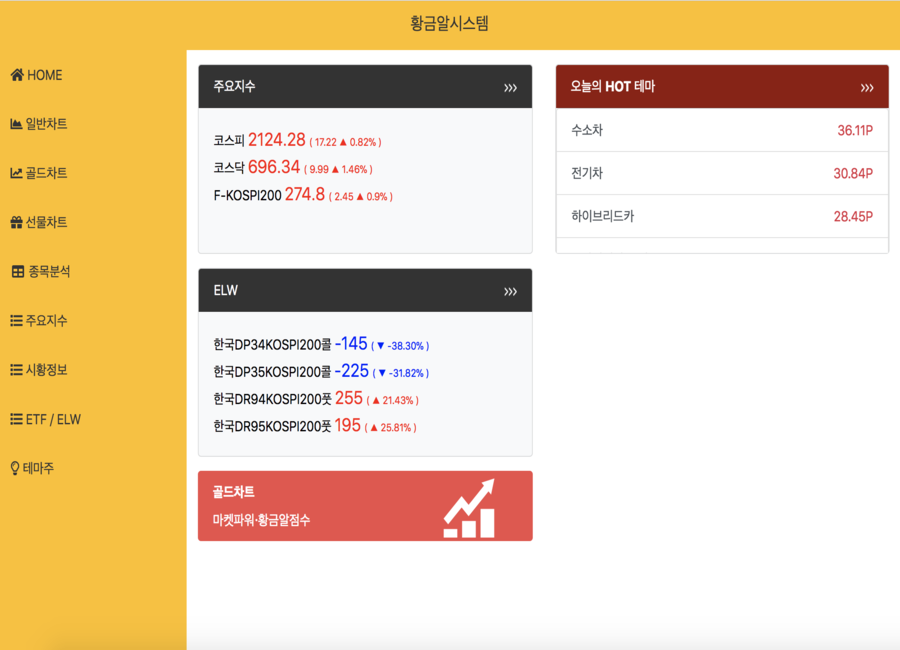 황금알시스템
HOME
일반차트
골드차트
선물차트
종목분석
주요지수
시황정보
ETF / ELW
테마주
주요지수 »›
코스피 2124.28 ( 17.22 ▲ 0.82% )
코스닥 696.34 ( 9.99 ▲ 1.46% )
F-KOSPI200 274.8 ( 2.45 ▲ 0.9% )
오늘의 HOT 테마 »›
수소차 36.11P
전기차 30.84P
하이브리드카 28.45P
ELW »›
한국DP34KOSPI200콜 -145 ( ▼ -38.30% )
한국DP35KOSPI200콜 -225 ( ▼ -31.82% )
한국DR94KOSPI200풋 255 ( ▲ 21.43% )
한국DR95KOSPI200풋 195 ( ▲ 25.81% )
골드차트
마켓파워·황금알점수